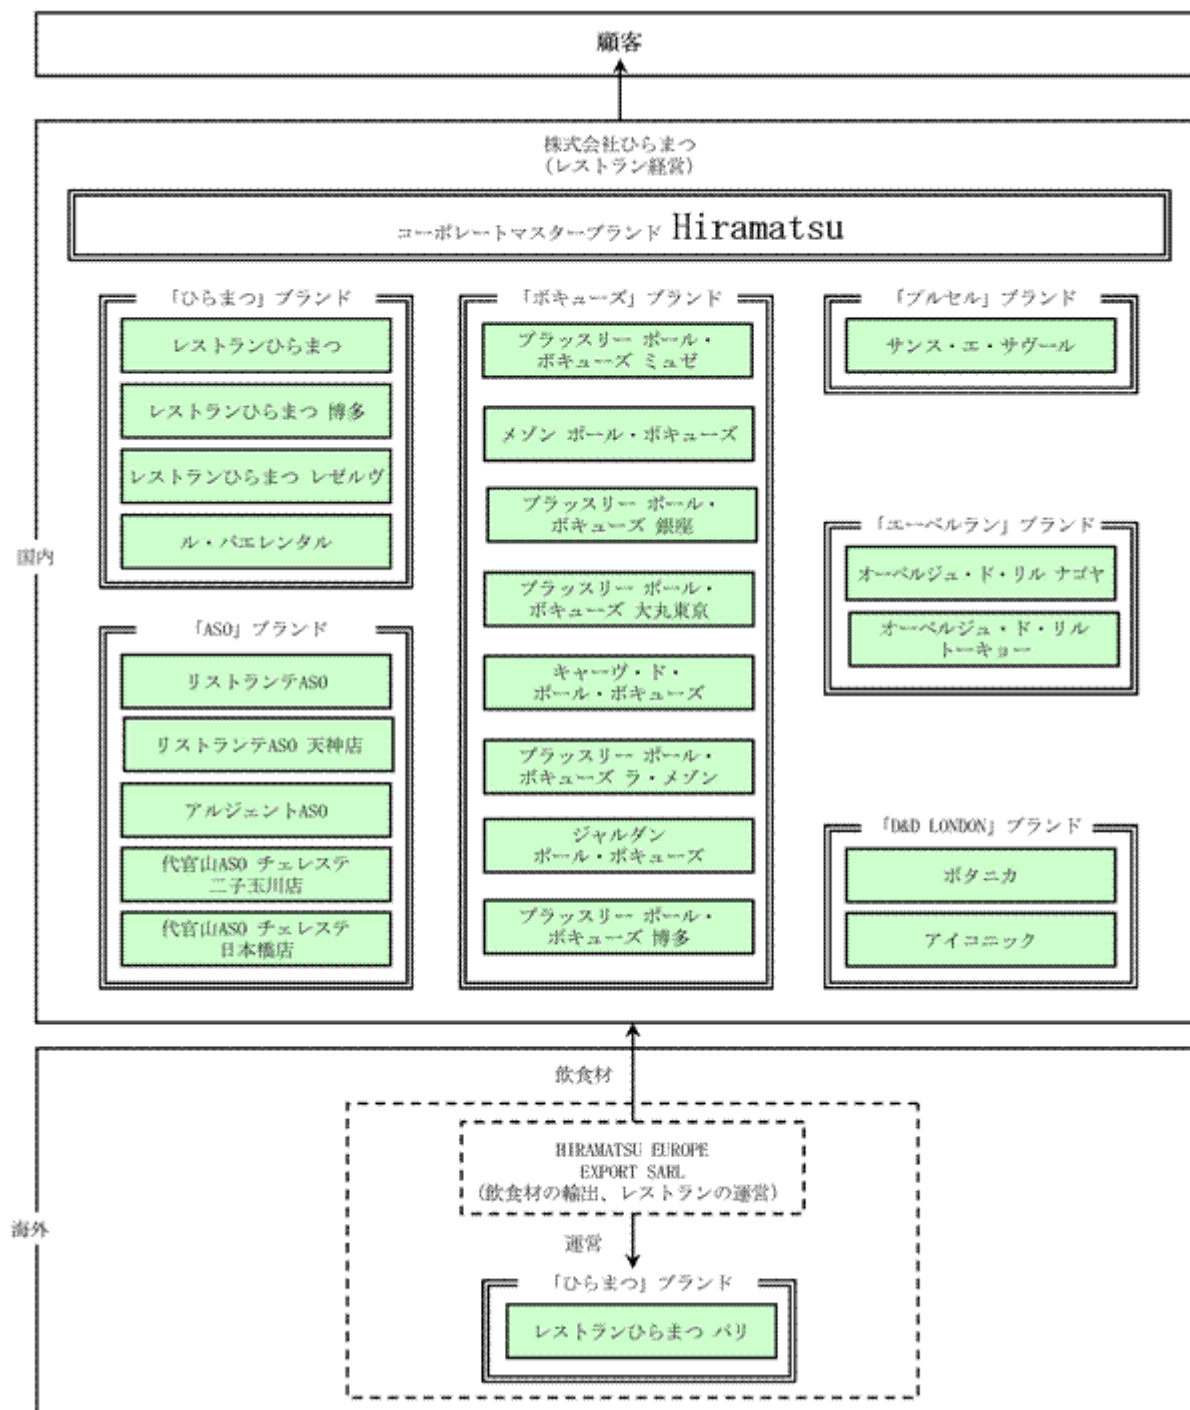 顧客
株式会社ひらまつ
(レストラン経営)
コーポレートマスターブランド Hiramatsu
国内
「ひらまつ」ブランド
レストランひらまつ
レストランひらまつ 博多
レストランひらまつ レゼルヴ
ル・バエレンタル
「ASO」ブランド
リストランテASO
リストランテASO 天神店
アルジェントASO
代官山ASO チェレステ
二子玉川店
代官山ASO チェレステ
日本橋店
「ボキューズ」ブランド
ブラッスリー ポール・
ボキューズ ミュゼ
メゾン ポール・ボキューズ
ブラッスリー ポール・
ボキューズ 銀座
ブラッスリー ポール・
ボキューズ 大丸東京
キャーヴ・ド・
ポール・ボキューズ
ブラッスリー ポール・
ボキューズ ラ・メゾン
ジャルダン
ポール・ボキューズ
ブラッスリー ポール・
ボキューズ 博多
「プルセル」ブランド
サンス・エ・サヴール
「エーベルラン」ブランド
オーベルジュ・ド・リル ナゴヤ
オーベルジュ・ド・リル
トーキョー
「D&D LONDON」ブランド
ボタニカ
アイコニック
海外
飲食材
HIRAMATSU EUROPE
EXPORT SARL
(飲食材の輸出、レストランの運営)
運営
「ひらまつ」ブランド
レストランひらまつ パリ